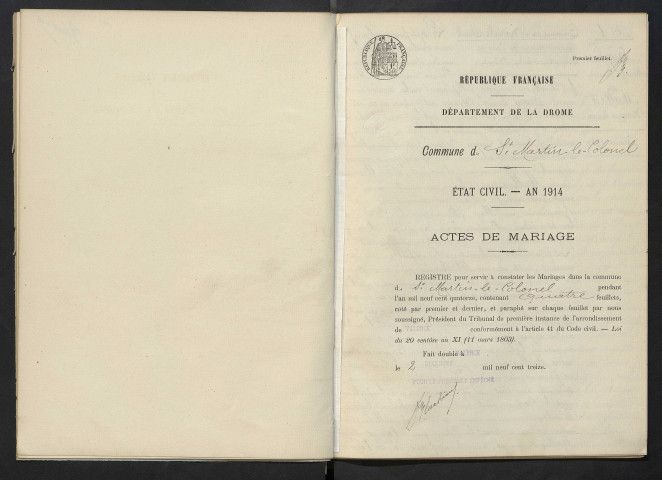 Premier feuillet.
RÉPUBLIQUE FRANÇAISE
DÉPARTEMENT DE LA DROME
Commune d. St Martin-le-Colonel
ÉTAT CIVIL. — AN 1914
ACTES DE MARIAGE
REGISTRE pour servir à constater les Mariages dans la commune
d. St Martin-le-Colonel pendant
l'an mil neuf cent quatorze, contenant quatre feuillets,
coté par premier et dernier, et paraphé sur chaque feuillet par nous
soussigné, Président du Tribunal de première instance de l'arrondissement
de VALENCE conformément à l'article 41 du Code civil. — Loi
du 20 ventôse an XI (11 mars 1803).
Fait double à VALENCE
le 2 DÉCEMBRE mil neuf cent treize.